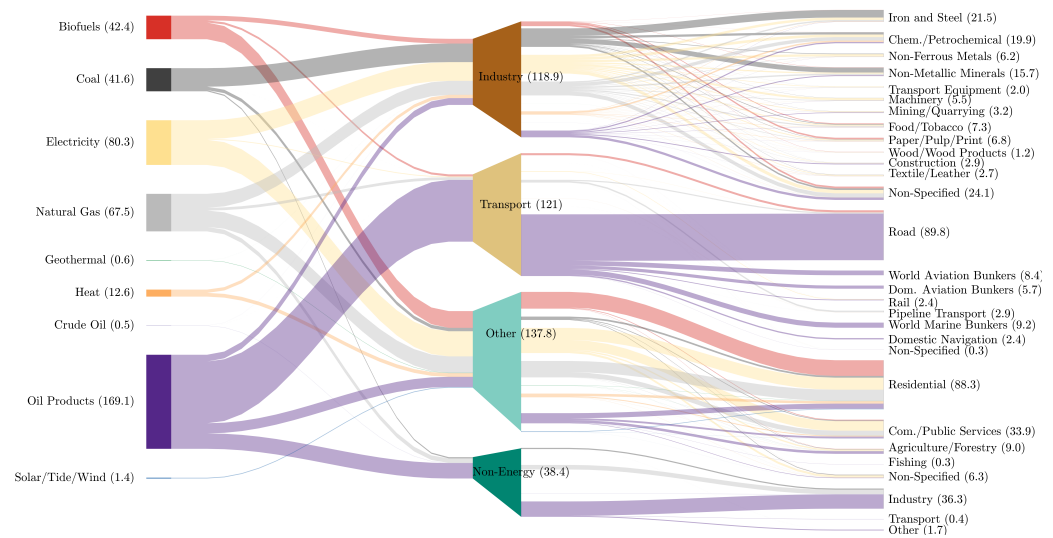 Biofuels (42.4)
Coal (41.6)
Electricity (80.3)
Natural Gas (67.5)
Geothermal (0.6)
Heat (12.6)
Crude Oil (0.5)
Oil Products (169.1)
Solar/Tide/Wind (1.4)
Industry (118.9)
Transport (121)
Other (137.8)
Non-Energy (38.4)
Iron and Steel (21.5)
Chem./Petrochemical (19.9)
Non-Ferrous Metals (6.2)
Non-Metallic Minerals (15.7)
Transport Equipment (2.0)
Machinery (5.5)
Mining/Quarrying (3.2)
Food/Tobacco (7.3)
Paper/Pulp/Print (6.8)
Wood/Wood Products (1.2)
Construction (2.9)
Textile/Leather (2.7)
Non-Specified (24.1)
Road (89.8)
World Aviation Bunkers (8.4)
Dom. Aviation Bunkers (5.7)
Rail (2.4)
Pipeline Transport (2.9)
World Marine Bunkers (9.2)
Domestic Navigation (2.4)
Non-Specified (0.3)
Residential (88.3)
Com./Public Services (33.9)
Agriculture/Forestry (9.0)
Fishing (0.3)
Non-Specified (6.3)
Industry (36.3)
Transport (0.4)
Other (1.7)